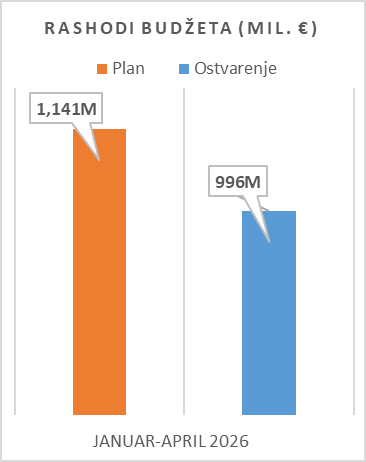 RASHODI BUDŽETA (MIL. €)
Plan Ostvarenje
1,141M
996M
JANUAR-APRIL 2026